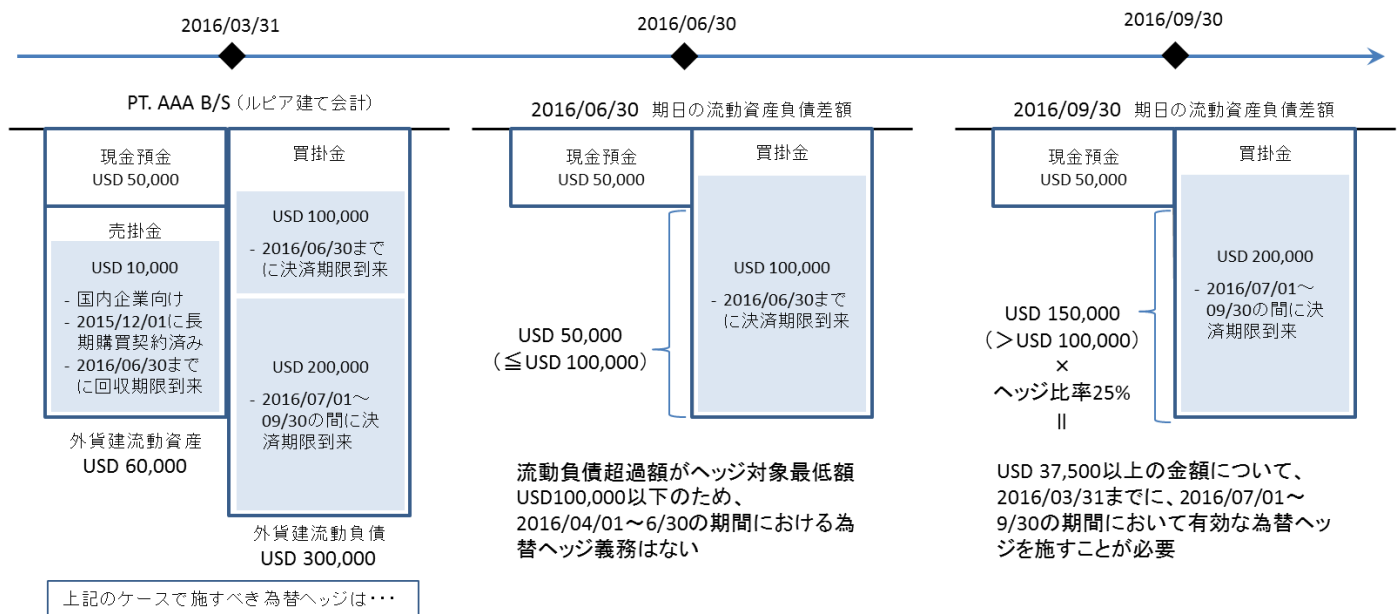 2016/03/31
2016/06/30
2016/09/30
PT. AAA B/S（ルピア建て会計）
現金預金
USD 50,000
売掛金
USD 10,000
- 国内企業向け
- 2015/12/01に長
期購買契約済み
- 2016/06/30まで
に回収期限到来
外貨建流動資産
USD 60,000
買掛金
USD 100,000
- 2016/06/30まで
に決済期限到来
USD 200,000
- 2016/07/01～
09/30の間に決
済期限到来
外貨建流動負債
USD 300,000
上記のケースで施すべき為替ヘッジは･･･
2016/06/30 期日の流動資産負債差額
現金預金
USD 50,000
買掛金
USD 100,000
- 2016/06/30まで
に決済期限到来
USD 50,000
（≦USD 100,000）
流動負債超過額がヘッジ対象最低額
USD100,000以下のため、
2016/04/01～6/30の期間における為
替ヘッジ義務はない
2016/09/30 期日の流動資産負債差額
現金預金
USD 50,000
買掛金
USD 200,000
- 2016/07/01～
09/30の間に決
済期限到来
USD 150,000
（＞USD 100,000）
×
ヘッジ比率25%
＝
USD 37,500以上の金額について、
2016/03/31までに、2016/07/01～
9/30の期間において有効な為替ヘッ
ジを施すことが必要